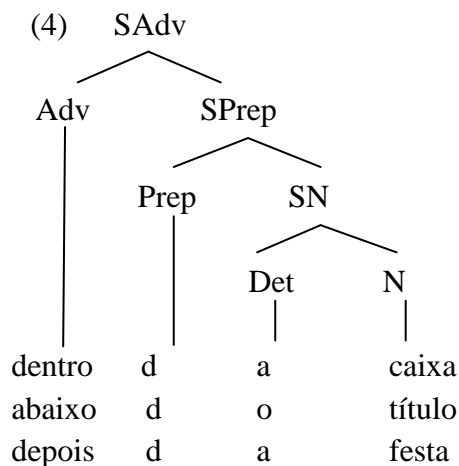 (4) SAdv
Adv SPrep
Prep SN
Det N
dentro d a caixa
abaixo d o título
depois d a festa